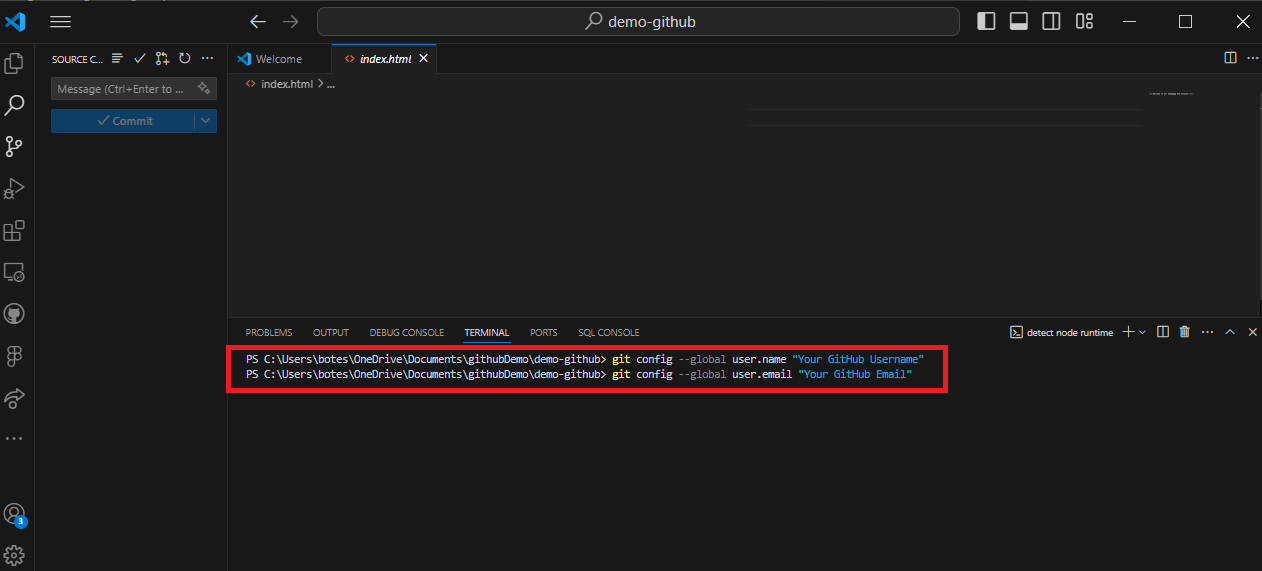 demo-github
SOURCE C...
Welcome
index.html
Message (Ctrl+Enter to ...
index.html > ...
Commit
PROBLEMS OUTPUT DEBUG CONSOLE TERMINAL PORTS SQL CONSOLE
detect node runtime
PS C:\Users\botes\OneDrive\Documents\githubDemo\demo-github> git config --global user.name "Your GitHub Username"
PS C:\Users\botes\OneDrive\Documents\githubDemo\demo-github> git config --global user.email "Your GitHub Email"
3